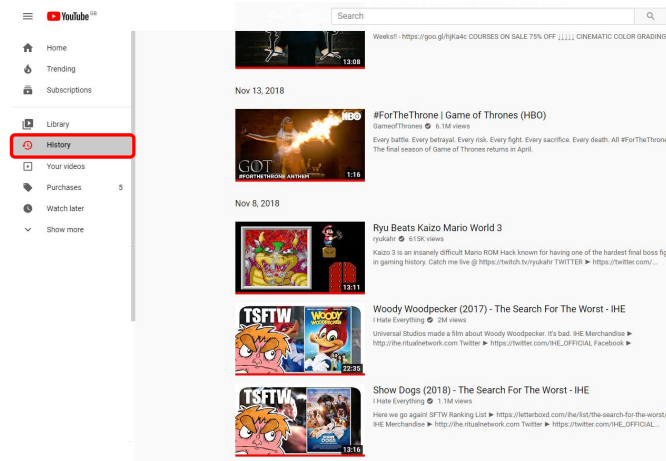 YouTube GB
Search
Home
Trending
Subscriptions
Library
History
Your videos
Purchases 5
Watch later
Show more
Weeks!! - https://goo.gl/hjKa4c COURSES ON SALE 75% OFF ↓↓↓↓↓ CINEMATIC COLOR GRADING
13:08
Nov 13, 2018
HBO
GOT
#FORTHETHRONE ANTHEM
1:16
#ForTheThrone | Game of Thrones (HBO)
GameofThrones 6.1M views
Every battle. Every betrayal. Every risk. Every fight. Every sacrifice. Every death. All #ForTheThrone
The final season of Game of Thrones returns in April.
Nov 8, 2018
13:11
Ryu Beats Kaizo Mario World 3
ryukahr 615K views
Kaizo 3 is an insanely difficult Mario ROM Hack known for having one of the hardest final boss fig
in gaming history. Catch me live @ https://twitch.tv/ryukahr TWITTER ► https://twitter.com/...
TSFTW
WOODY
WOODPECKER
22:35
Woody Woodpecker (2017) - The Search For The Worst - IHE
I Hate Everything 2M views
Universal Studios made a film about Woody Woodpecker. It's bad. IHE Merchandise ►
http://ihe.ritualnetwork.com Twitter ► https://twitter.com/IHE_OFFICIAL Facebook ►
TSFTW
SHOW DOGS
13:16
Show Dogs (2018) - The Search For The Worst - IHE
I Hate Everything 1.1M views
Here we go again! SFTW Ranking List ► https://letterboxd.com/ihe/list/the-search-for-the-worst/
IHE Merchandise ► http://ihe.ritualnetwork.com Twitter ► https://twitter.com/IHE_OFFICIAL...